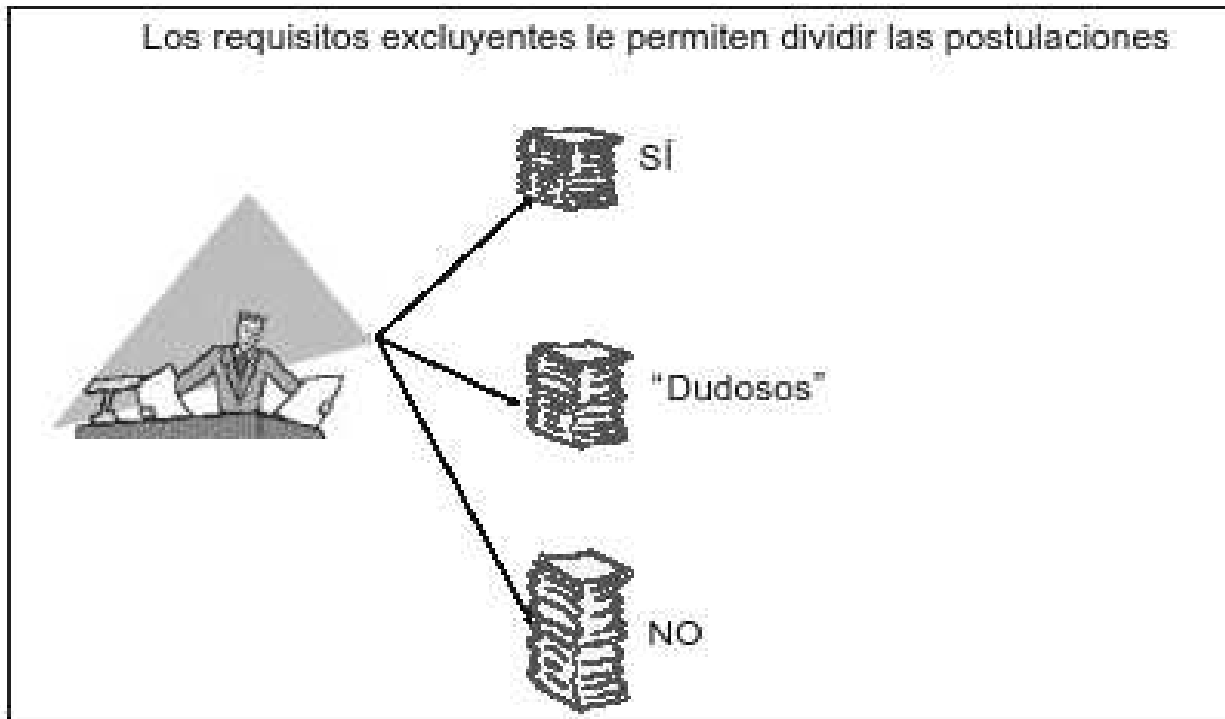 Los requisitos excluyentes le permiten dividir las postulaciones
SÍ
“Dudosos”
NO